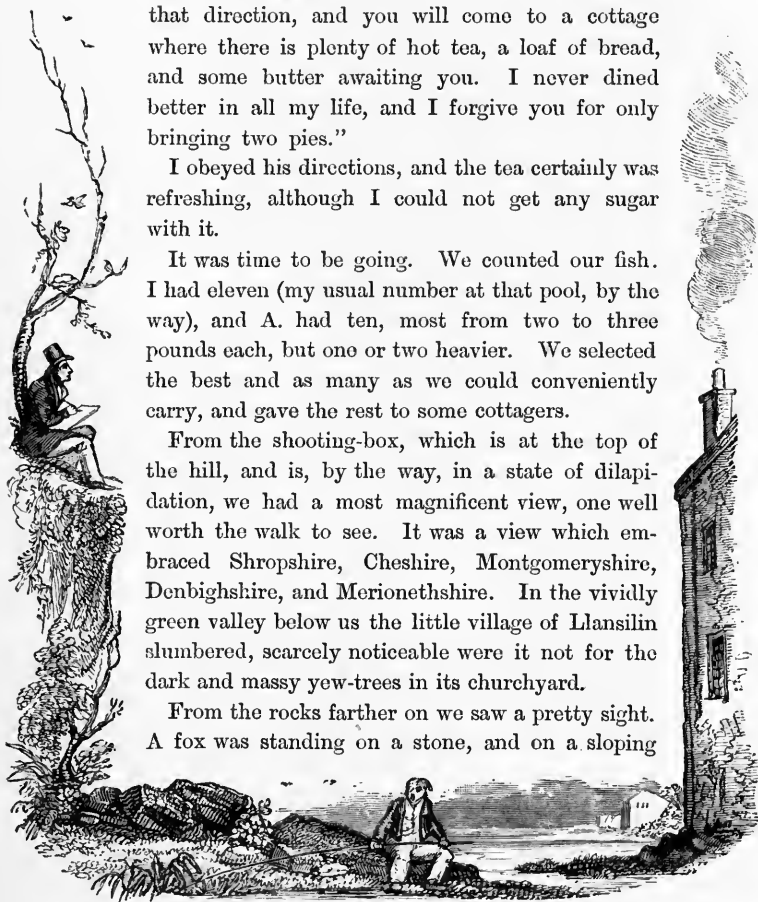 that direction, and you will come to a cottage
where there is plenty of hot tea, a loaf of bread,
and some butter awaiting you. I never dined
better in all my life, and I forgive you for only
bringing two pies.”
I obeyed his directions, and the tea certainly was
refreshing, although I could not get any sugar
with it.
It was time to be going. We counted our fish.
I had eleven (my usual number at that pool, by the
way), and A. had ten, most from two to three
pounds each, but one or two heavier. We selected
the best and as many as we could conveniently
carry, and gave the rest to some cottagers.
From the shooting-box, which is at the top of
the hill, and is, by the way, in a state of dilapi-
dation, we had a most magnificent view, one well
worth the walk to see. It was a view which em-
braced Shropshire, Cheshire, Montgomeryshire,
Denbighshire, and Merionethshire. In the vividly
green valley below us the little village of Llansilin
slumbered, scarcely noticeable were it not for the
dark and massy yew-trees in its churchyard.
From the rocks farther on we saw a pretty sight.
A fox was standing on a stone, and on a sloping